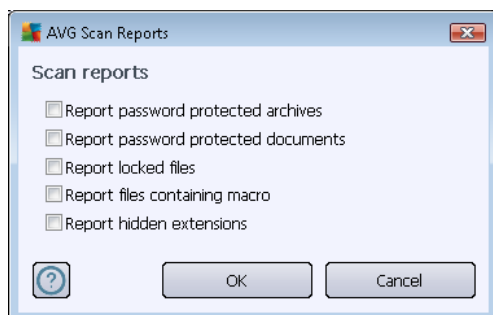 AVG Scan Reports
Scan reports
Report password protected archives
Report password protected documents
Report locked files
Report files containing macro
Report hidden extensions
?
OK
Cancel